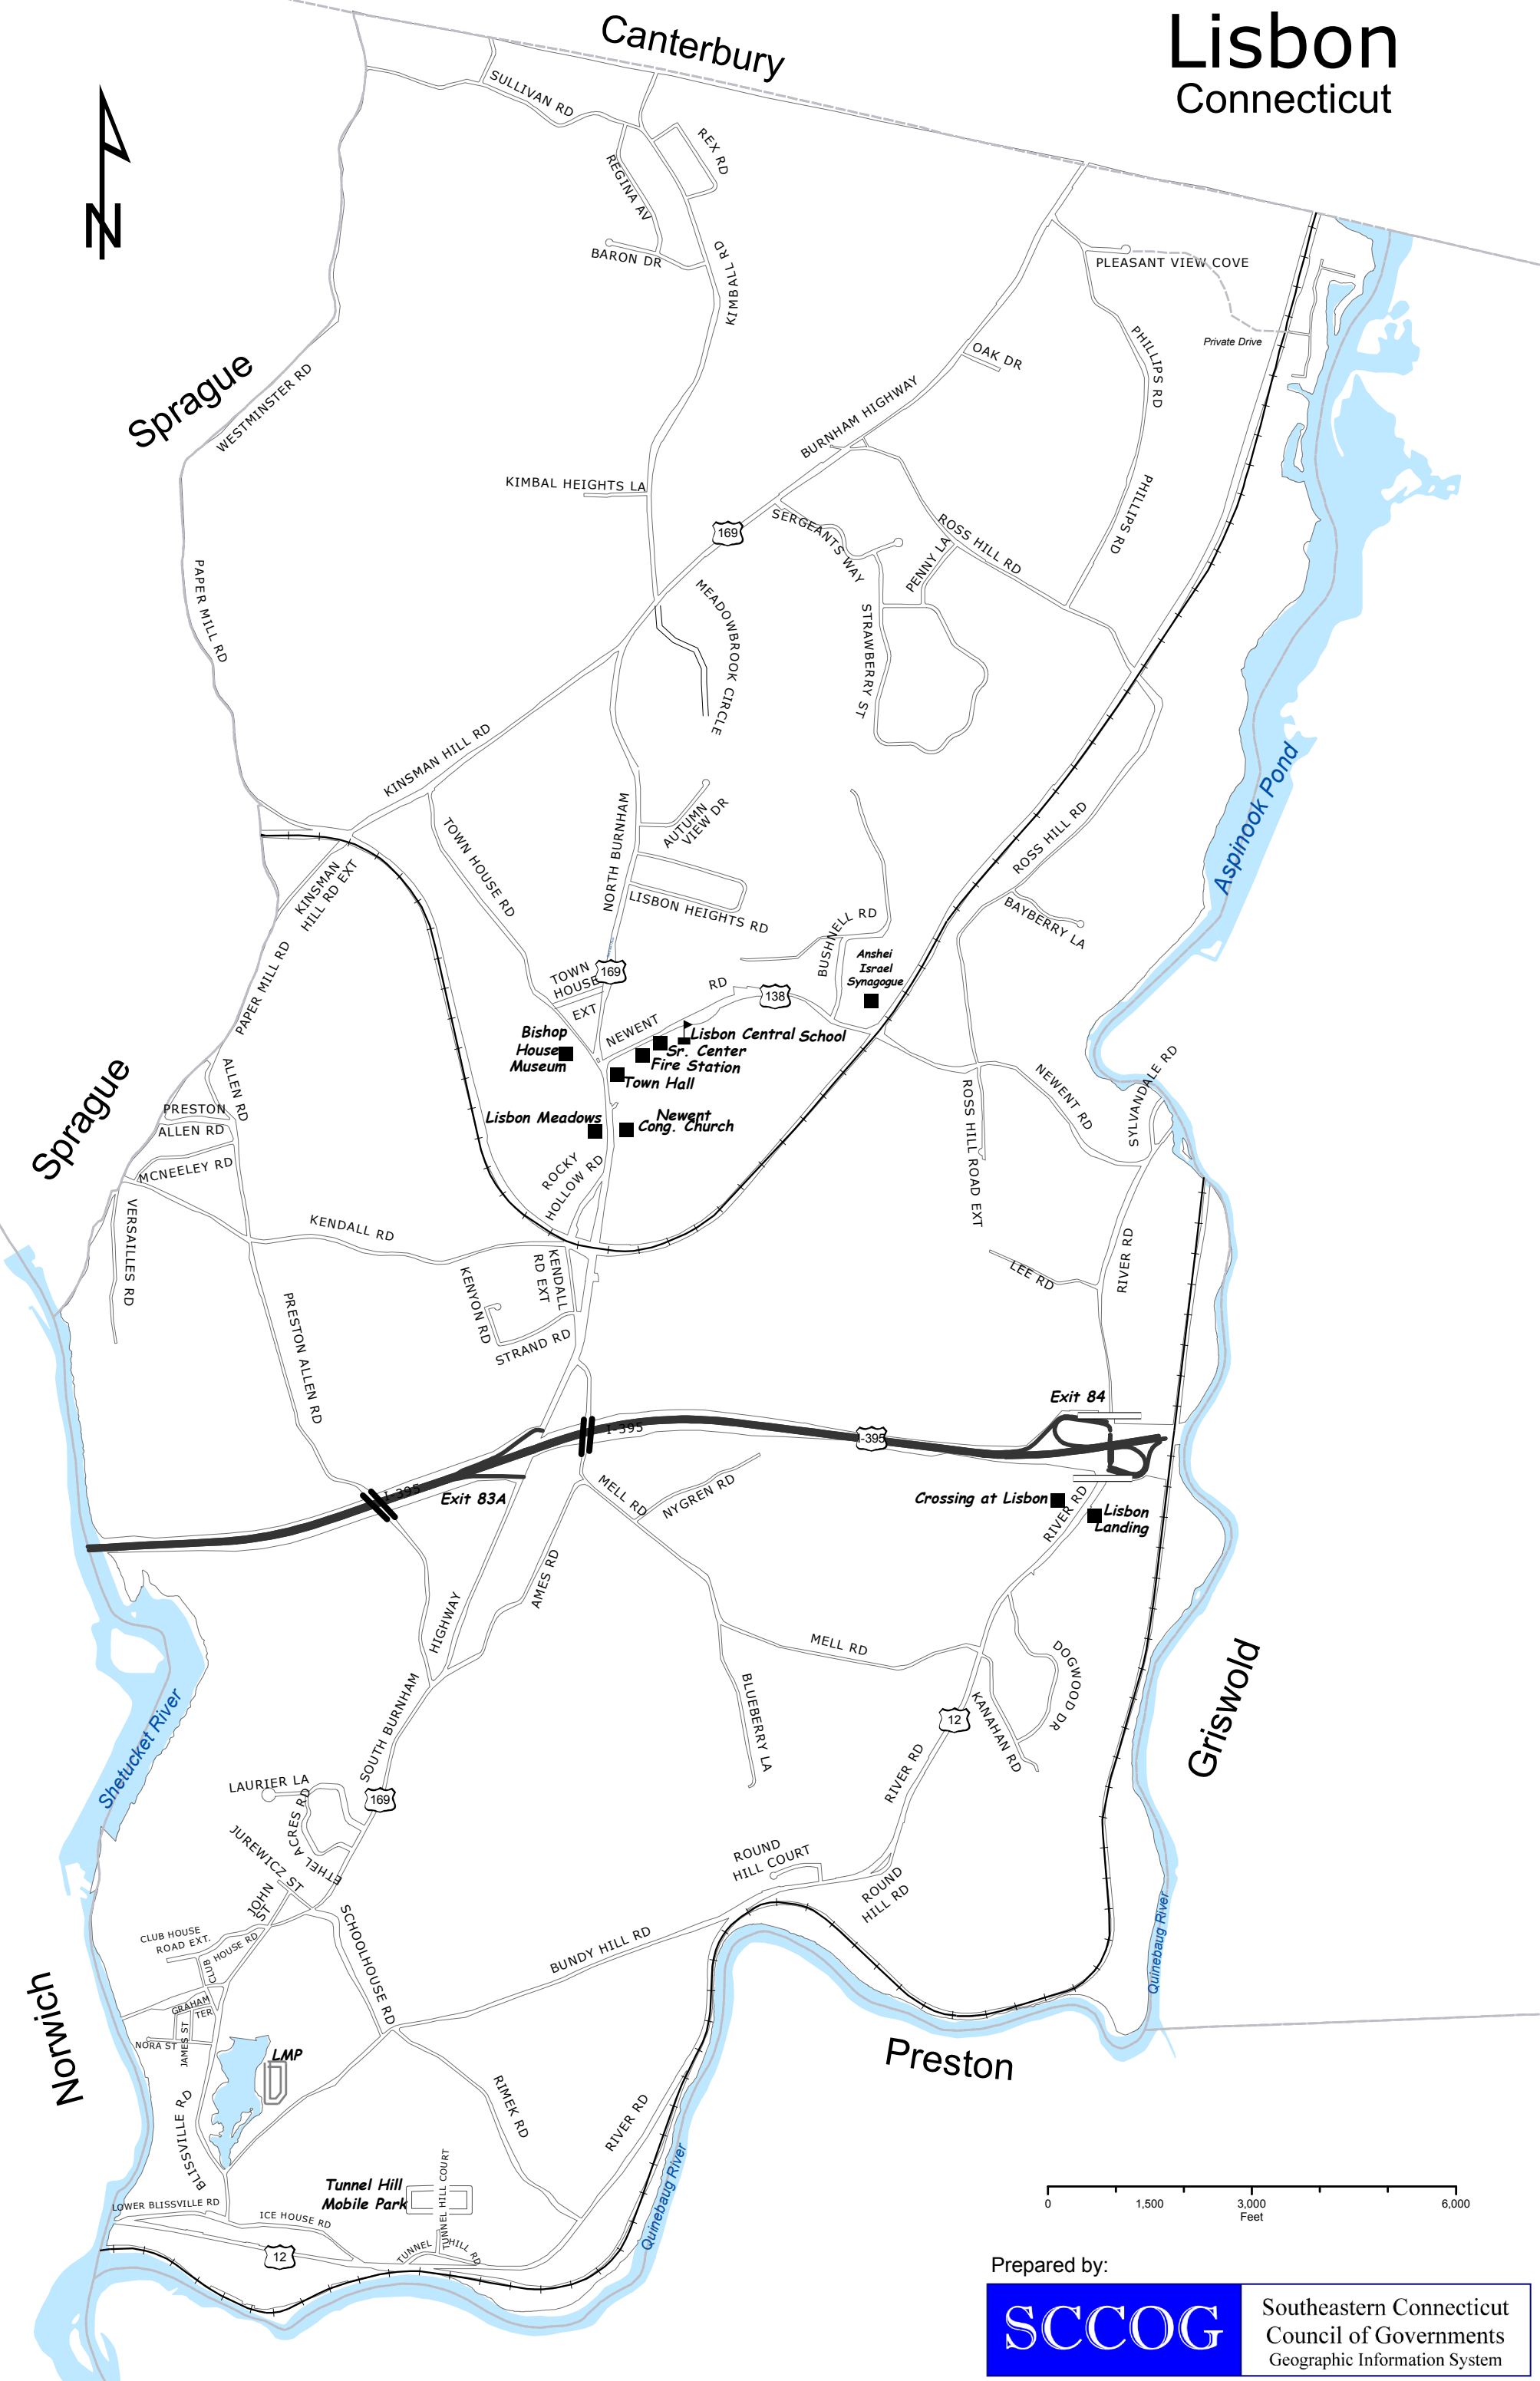 Canterbury
Lisbon
Connecticut
SULLIVAN RD
REX RD
REGINA AV
BARON DR
KIMBALL RD
N
PLEASANT VIEW COVE
Private Drive
PHILLIPS RD
OAK DR
Sprague
WESTMINSTER RD
BURNHAM HIGHWAY
KIMBAL HEIGHTS LA
169
SERGEANTS WAY
ROSS HILL RD
PENNY LA
PHILLIPS RD
PAPER MILL RD
MEADOWBROOK CIRCLE
STRAWBERRY ST
KINSMAN HILL RD
Aspinook Pond
TOWN HOUSE RD
NORTH BURNHAM
AUTUMN
VIEW DR
ROSS HILL RD
KINSMAN
HILL RD EXT
LISBON HEIGHTS RD
BAYBERRY LA
BUSHNELL RD
PAPER MILL RD
Anshei
Israel
Synagogue
TOWN
HOUSE
EXT
169
NEWENT
RD
138
Bishop
House
Museum
Lisbon Central School
Sr. Center
Fire Station
Town Hall
Sprague
ALLEN RD
PRESTON
ALLEN RD
MCNEELEY RD
Lisbon Meadows
Newent
Cong. Church
NEWENT RD
SYLVANDALE RD
ROSS HILL ROAD EXT
ROCKY
HOLLOW RD
VERSAILLES RD
KENDALL RD
KENDALL
RD EXT
KENYON RD
STRAND RD
LEE RD
RIVER RD
PRESTON ALLEN RD
Exit 84
I-395
I-395
I-395
Exit 83A
MELL RD
NYGREN RD
Crossing at Lisbon
RIVER RD
Lisbon
Landing
AMES RD
HIGHWAY
MELL RD
DOGWOOD DR
Griswold
SOUTH BURNHAM
BLUEBERRY LA
KANAHAN RD
12
RIVER RD
Shetucket River
LAURIER LA
169
ETHEL ACRES RD
JUREWICZ ST
JOHN
ST
ROUND
HILL COURT
ROUND
HILL RD
CLUB HOUSE
ROAD EXT.
CLUB
HOUSE RD
SCHOOLHOUSE RD
BUNDY HILL RD
Quinebaug River
Norwich
GRAHAM
TER
JAMES ST
NORA ST
LMP
Preston
BLISSVILLE RD
RIMEK RD
RIVER RD
Quinebaug River
Tunnel Hill
Mobile Park
TUNNEL HILL COURT
LOWER BLISSVILLE RD
ICE HOUSE RD
12
TUNNEL
HILL RD
0
1,500
3,000
6,000
Feet
Prepared by:
SCCOG
Southeastern Connecticut
Council of Governments
Geographic Information System